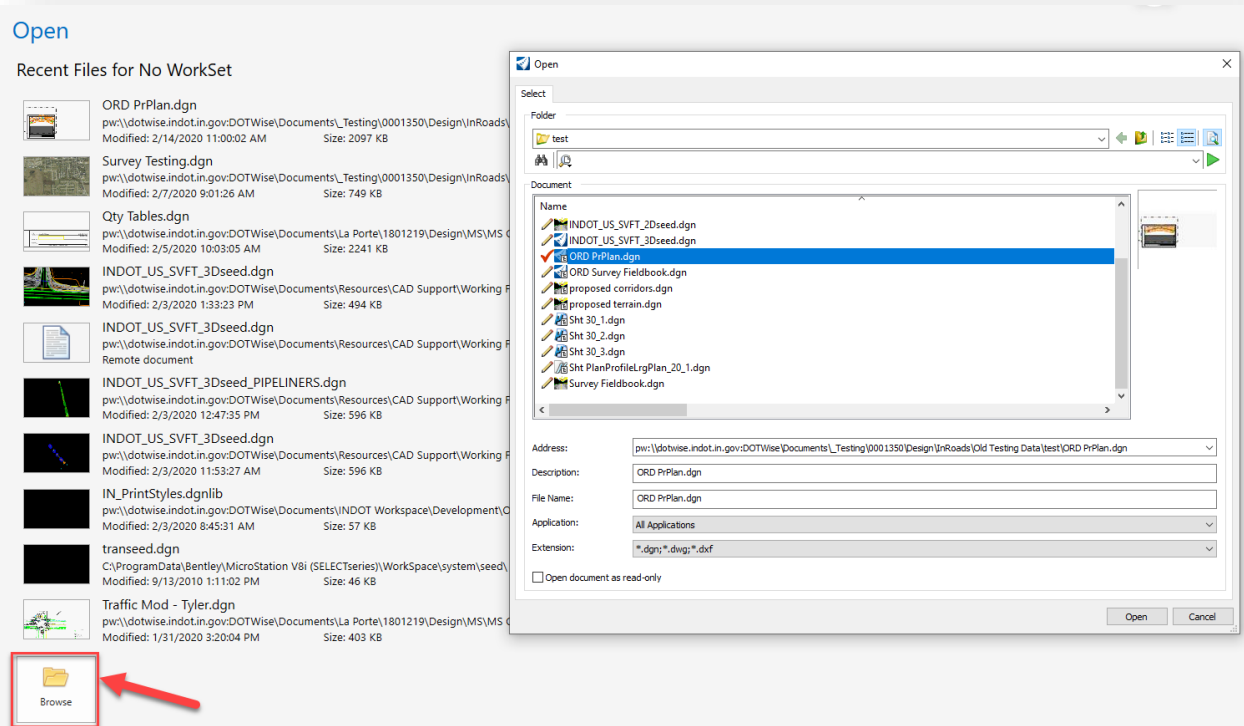 Open
Recent Files for No WorkSet
ORD PrPlan.dgn
pw:\\dotwise.indot.in.gov:DOTWise\Documents\_Testing\0001350\Design\InRoads\
Modified: 2/14/2020 11:00:02 AM Size: 2097 KB
Survey Testing.dgn
pw:\\dotwise.indot.in.gov:DOTWise\Documents\_Testing\0001350\Design\InRoads\
Modified: 2/7/2020 9:01:26 AM Size: 749 KB
Qty Tables.dgn
pw:\\dotwise.indot.in.gov:DOTWise\Documents\La Porte\1801219\Design\MS\MS C
Modified: 2/5/2020 10:03:05 AM Size: 2241 KB
INDOT_US_SVFT_3Dseed.dgn
pw:\\dotwise.indot.in.gov:DOTWise\Documents\Resources\CAD Support\Working F
Modified: 2/3/2020 1:33:23 PM Size: 494 KB
INDOT_US_SVFT_3Dseed.dgn
pw:\\dotwise.indot.in.gov:DOTWise\Documents\Resources\CAD Support\Working F
Remote document
INDOT_US_SVFT_3Dseed_PIPELINERS.dgn
pw:\\dotwise.indot.in.gov:DOTWise\Documents\Resources\CAD Support\Working F
Modified: 2/3/2020 12:47:35 PM Size: 596 KB
INDOT_US_SVFT_3Dseed.dgn
pw:\\dotwise.indot.in.gov:DOTWise\Documents\Resources\CAD Support\Working F
Modified: 2/3/2020 11:53:27 AM Size: 596 KB
IN_PrintStyles.dgnlib
pw:\\dotwise.indot.in.gov:DOTWise\Documents\INDOT Workspace\Development\C
Modified: 2/3/2020 8:45:31 AM Size: 57 KB
transeed.dgn
C:\ProgramData\Bentley\MicroStation V8i (SELECTseries)\WorkSpace\system\seed\
Modified: 9/13/2010 1:11:02 PM Size: 46 KB
Traffic Mod - Tyler.dgn
pw:\\dotwise.indot.in.gov:DOTWise\Documents\La Porte\1801219\Design\MS\MS C
Modified: 1/31/2020 3:20:04 PM Size: 403 KB
Browse
Open
Select
Folder
test
Document
Name
INDOT_US_SVFT_2Dseed.dgn
INDOT_US_SVFT_3Dseed.dgn
ORD PrPlan.dgn
ORD Survey Fieldbook.dgn
proposed corridors.dgn
proposed terrain.dgn
Sht 30_1.dgn
Sht 30_2.dgn
Sht 30_3.dgn
Sht PlanProfileLrgPlan_20_1.dgn
Survey Fieldbook.dgn
Address: pw:\\dotwise.indot.in.gov:DOTWise\Documents\_Testing\0001350\Design\InRoads\Old Testing Data\test\ORD PrPlan.dgn
Description: ORD PrPlan.dgn
File Name: ORD PrPlan.dgn
Application: All Applications
Extension: *.dgn;*.dwg;*.dxf
Open document as read-only
Open Cancel